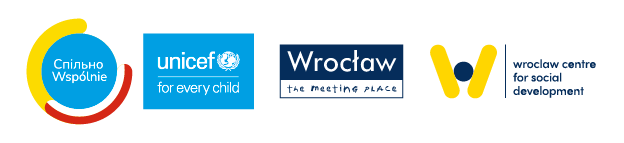 Спільно
Wspólnie
unicef
for every child
Wrocław
the meeting place
wroclaw centre
for social
development